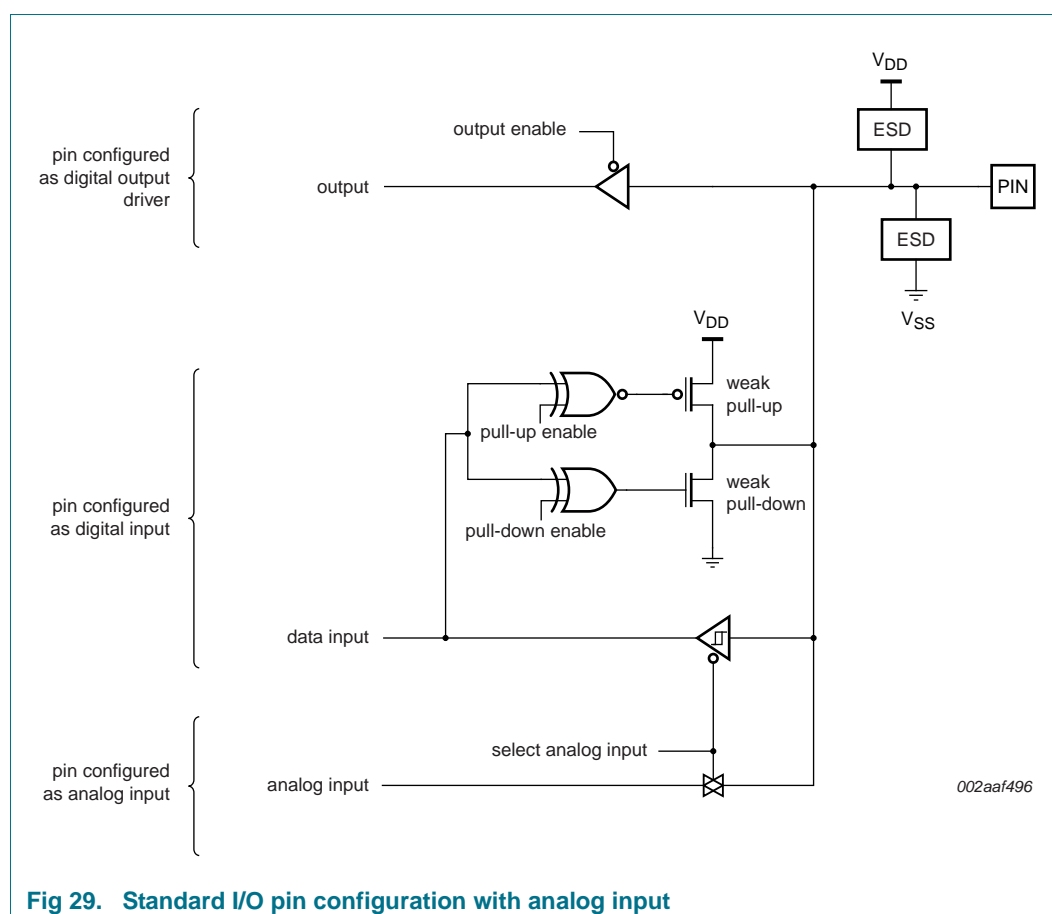 VDD
ESD
output enable
pin configured
as digital output
driver
output
PIN
ESD
VSS
VDD
weak
pull-up
pull-up enable
pin configured
as digital input
weak
pull-down
pull-down enable
data input
select analog input
pin configured
as analog input
analog input
002aaf496
Fig 29. Standard I/O pin configuration with analog input